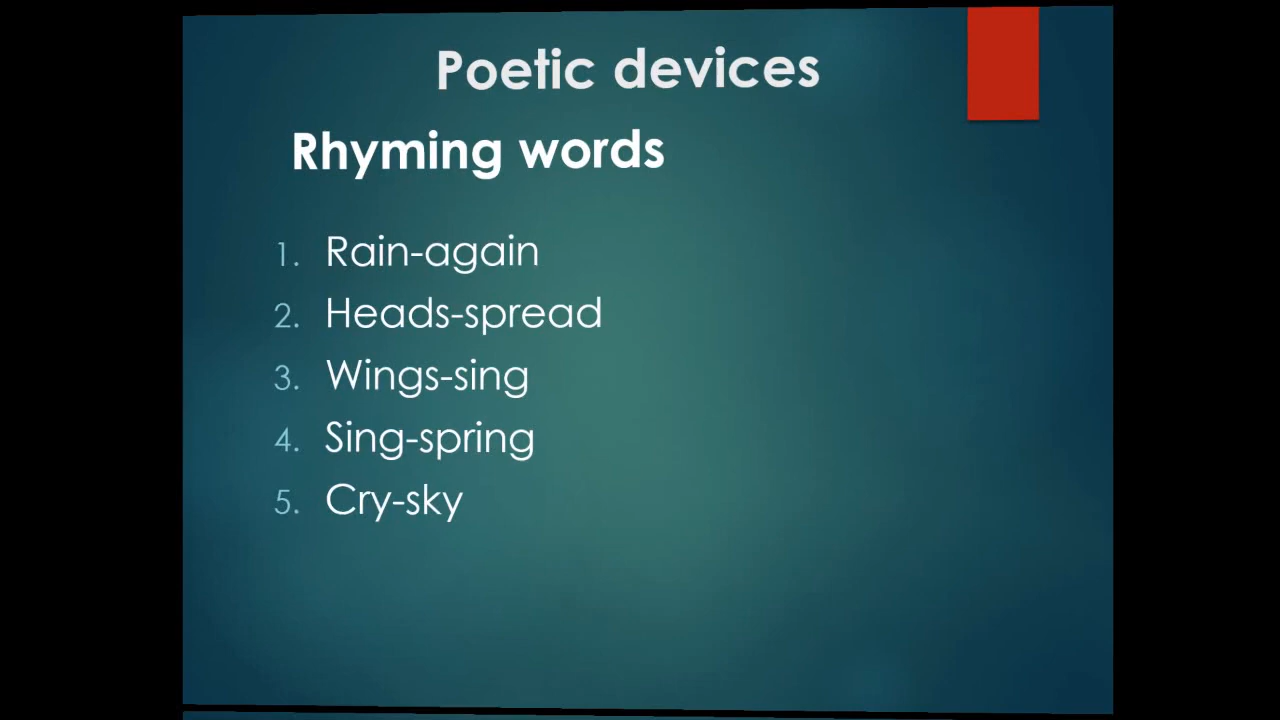 Poetic devices
Rhyming words
1. Rain-again
2. Heads-spread
3. Wings-sing
4. Sing-spring
5. Cry-sky